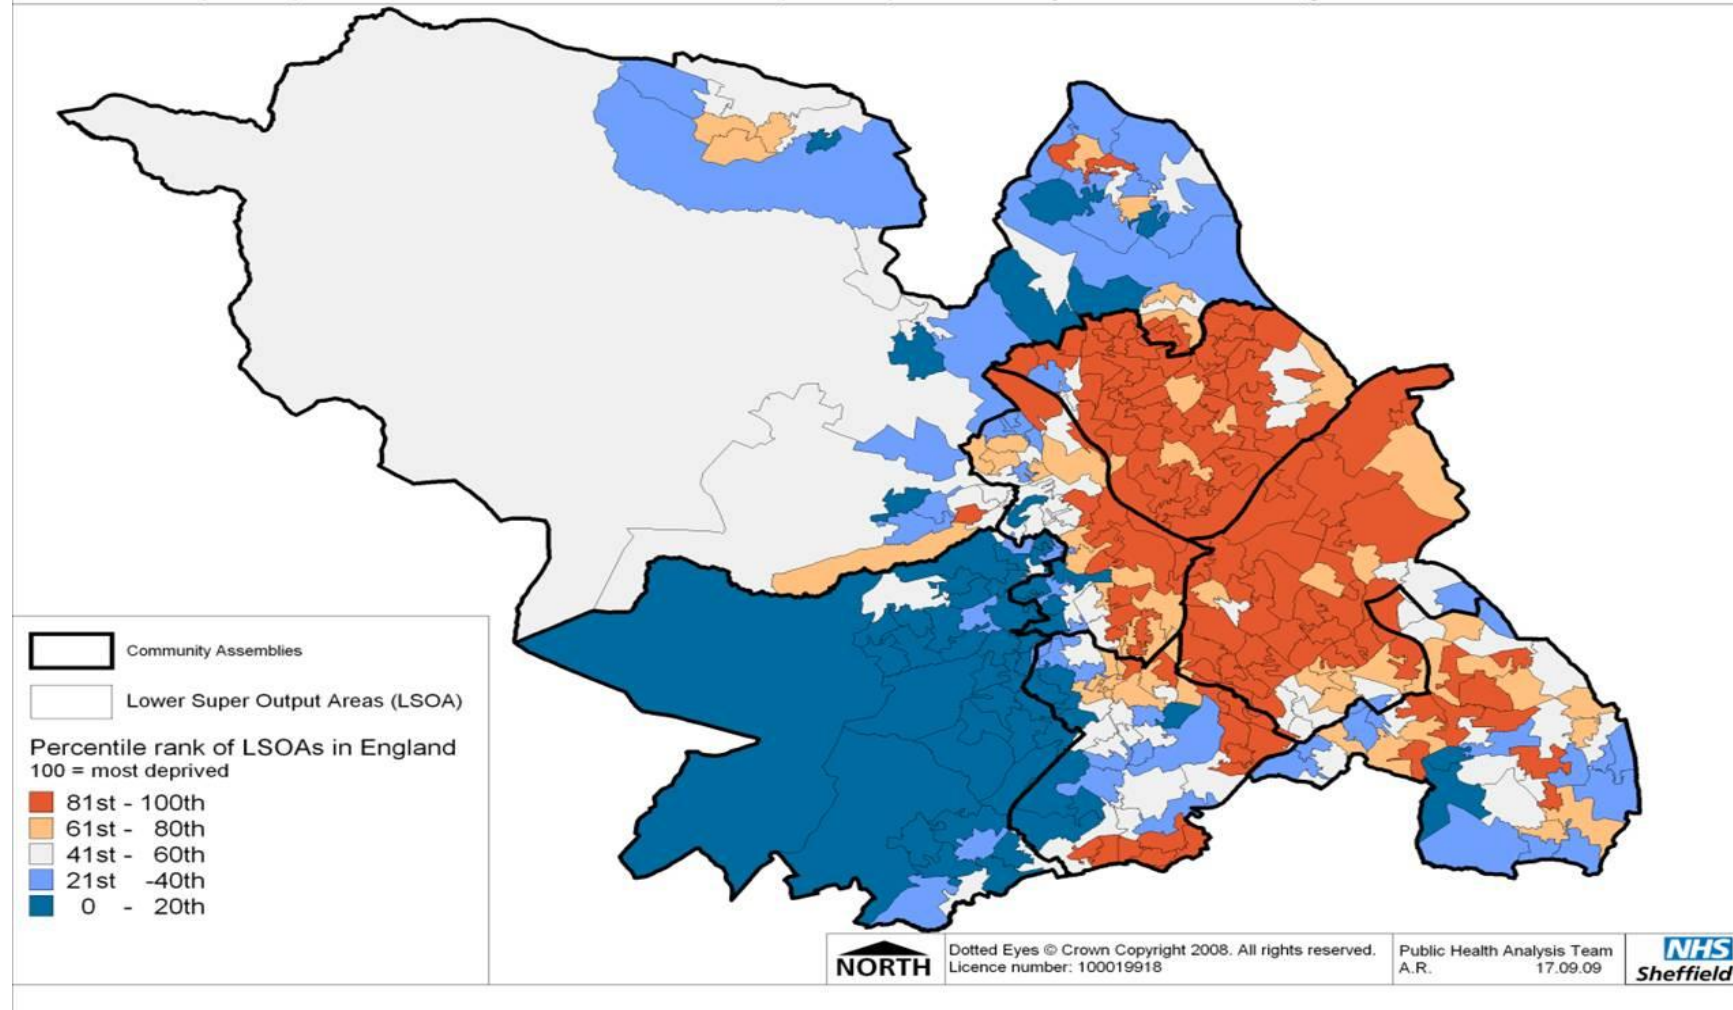 Community Assemblies
Lower Super Output Areas (LSOA)
Percentile rank of LSOAs in England
100 = most deprived
81st - 100th
61st - 80th
41st - 60th
21st -40th
0 - 20th
NORTH
Dotted Eyes © Crown Copyright 2008. All rights reserved.
Licence number: 100019918
Public Health Analysis Team
A.R. 17.09.09
NHS
Sheffield